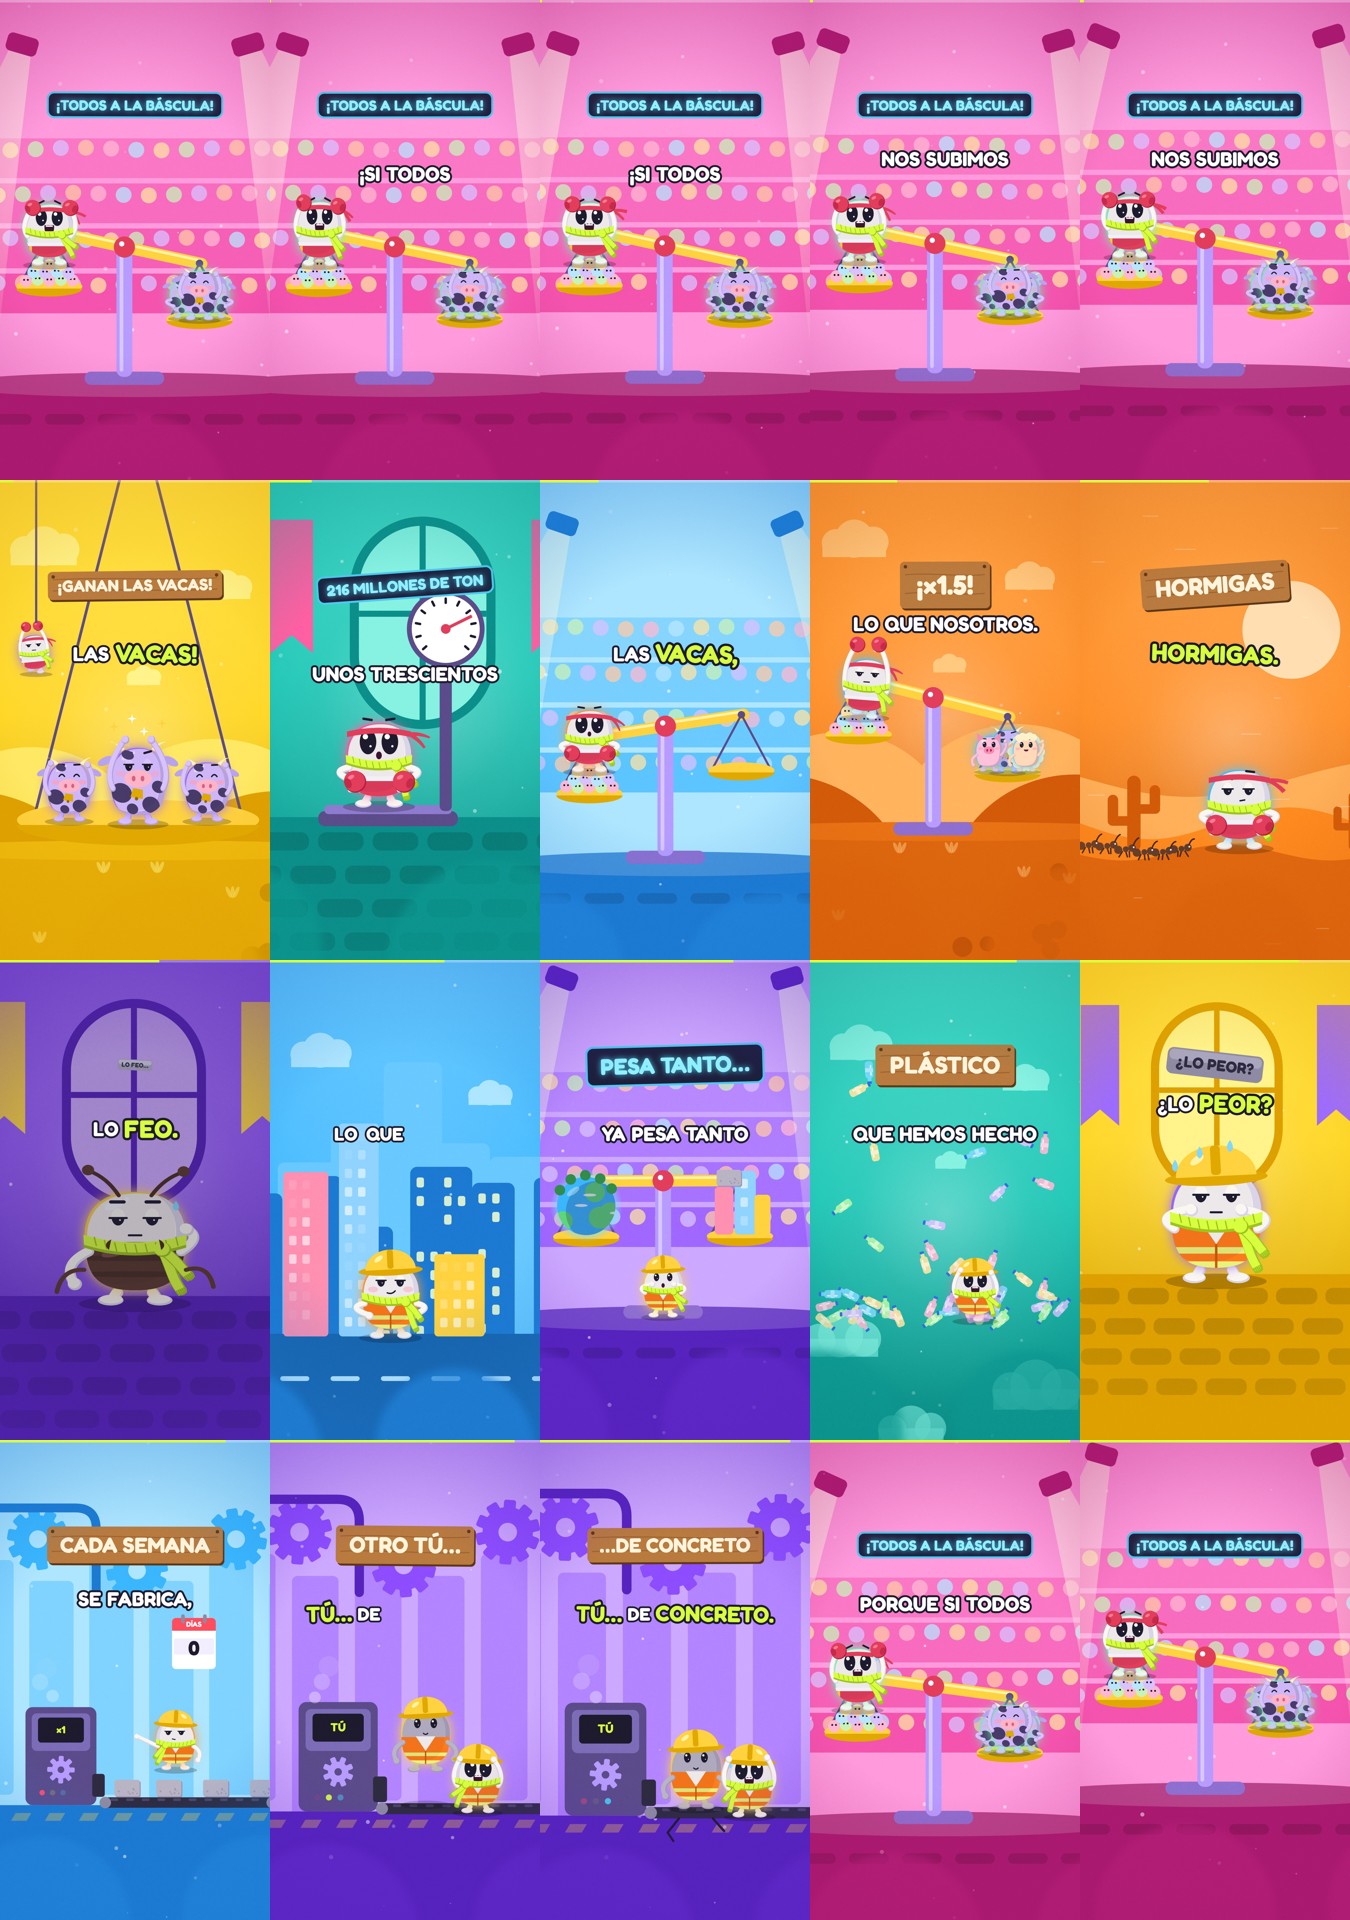 ¡TODOS A LA BÁSCULA!
¡TODOS A LA BÁSCULA!
¡SI TODOS
¡TODOS A LA BÁSCULA!
¡SI TODOS
¡TODOS A LA BÁSCULA!
NOS SUBIMOS
¡TODOS A LA BÁSCULA!
NOS SUBIMOS
¡GANAN LAS VACAS!
LAS VACAS!
216 MILLONES DE TON
UNOS TRESCIENTOS
LAS VACAS,
¡×1.5!
LO QUE NOSOTROS.
HORMIGAS
HORMIGAS.
LO FEO...
LO FEO.
LO QUE
PESA TANTO...
YA PESA TANTO
PLÁSTICO
QUE HEMOS HECHO
¿LO PEOR?
¿LO PEOR?
CADA SEMANA
SE FABRICA,
DÍAS
0
x1
OTRO TÚ...
TÚ... DE
TÚ
...DE CONCRETO
TÚ... DE CONCRETO.
TÚ
¡TODOS A LA BÁSCULA!
PORQUE SI TODOS
¡TODOS A LA BÁSCULA!